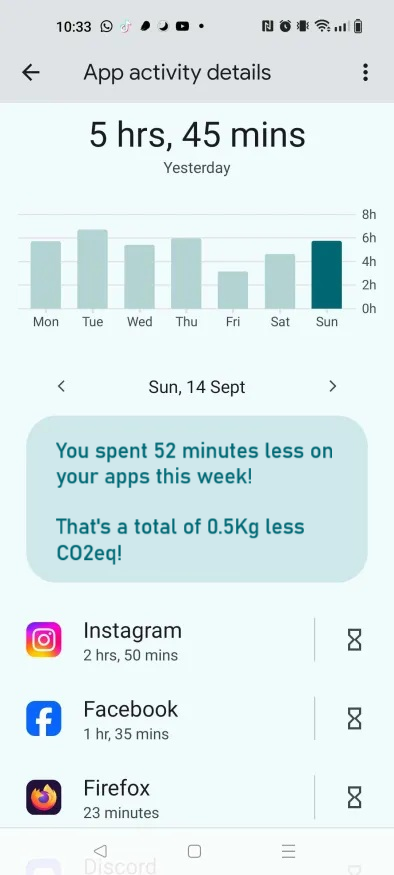 10:33
App activity details
5 hrs, 45 mins
Yesterday
8h
6h
4h
2h
0h
Mon Tue Wed Thu Fri Sat Sun
Sun, 14 Sept
You spent 52 minutes less on
your apps this week!
That's a total of 0.5Kg less
CO2eq!
Instagram
2 hrs, 50 mins
Facebook
1 hr, 35 mins
Firefox
23 minutes
Discord